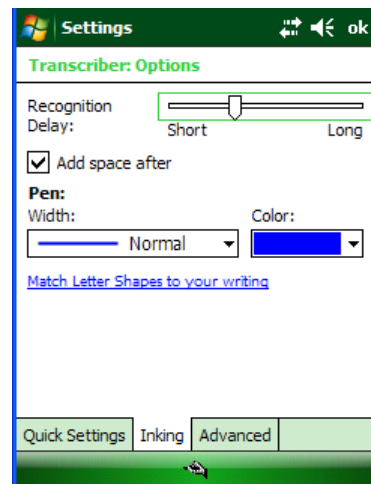 Settings ok
Transcriber: Options
Recognition
Delay:
Short Long
Add space after
Pen:
Width: Color:
Normal
Match Letter Shapes to your writing
Quick Settings Inking Advanced